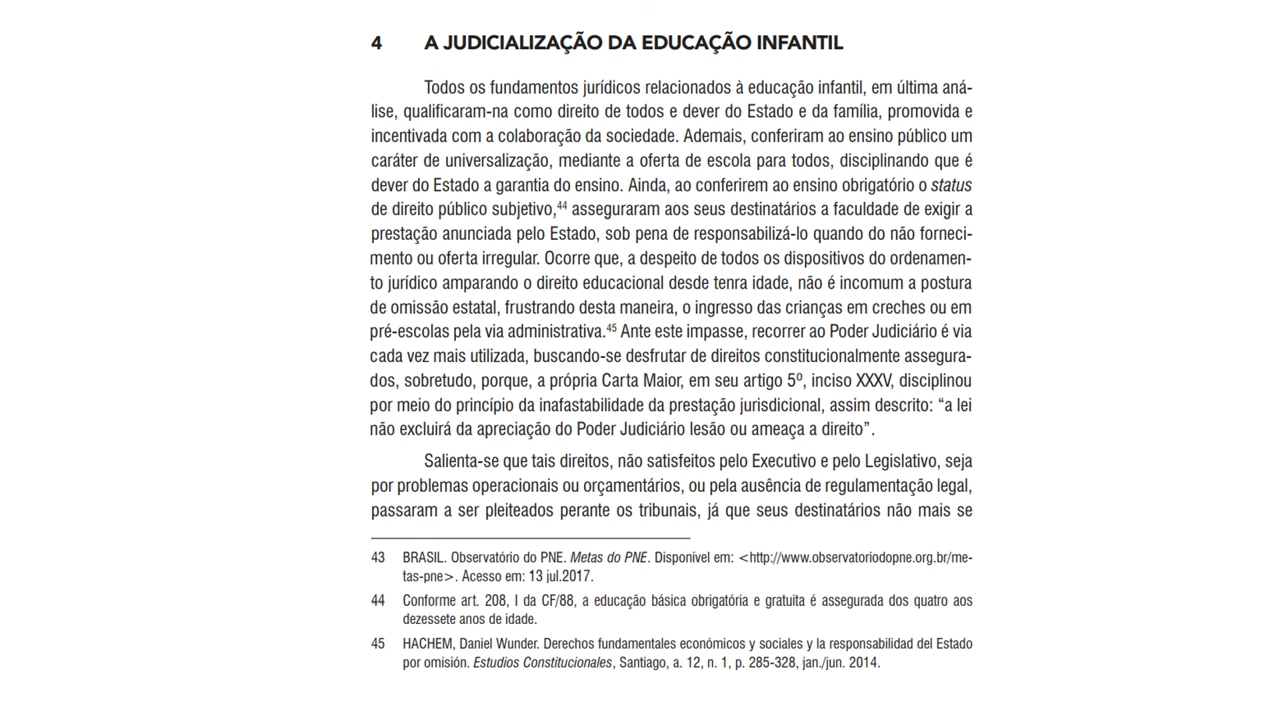 4 A JUDICIALIZAÇÃO DA EDUCAÇÃO INFANTIL
Todos os fundamentos jurídicos relacionados à educação infantil, em última aná-
lise, qualificaram-na como direito de todos e dever do Estado e da família, promovida e
incentivada com a colaboração da sociedade. Ademais, conferiram ao ensino público um
caráter de universalização, mediante a oferta de escola para todos, disciplinando que é
dever do Estado a garantia do ensino. Ainda, ao conferirem ao ensino obrigatório o status
de direito público subjetivo,44 asseguraram aos seus destinatários a faculdade de exigir a
prestação anunciada pelo Estado, sob pena de responsabilizá-lo quando do não forneci-
mento ou oferta irregular. Ocorre que, a despeito de todos os dispositivos do ordenamen-
to jurídico amparando o direito educacional desde tenra idade, não é incomum a postura
de omissão estatal, frustrando desta maneira, o ingresso das crianças em creches ou em
pré-escolas pela via administrativa.45 Ante este impasse, recorrer ao Poder Judiciário é via
cada vez mais utilizada, buscando-se desfrutar de direitos constitucionalmente assegura-
dos, sobretudo, porque, a própria Carta Maior, em seu artigo 5º, inciso XXXV, disciplinou
por meio do princípio da inafastabilidade da prestação jurisdicional, assim descrito: “a lei
não excluirá da apreciação do Poder Judiciário lesão ou ameaça a direito”.
Salienta-se que tais direitos, não satisfeitos pelo Executivo e pelo Legislativo, seja
por problemas operacionais ou orçamentários, ou pela ausência de regulamentação legal,
passaram a ser pleiteados perante os tribunais, já que seus destinatários não mais se
43 BRASIL. Observatório do PNE. Metas do PNE. Disponível em: <http://www.observatoriodopne.org.br/me-
tas-pne>. Acesso em: 13 jul.2017.
44 Conforme art. 208, I da CF/88, a educação básica obrigatória e gratuita é assegurada dos quatro aos
dezessete anos de idade.
45 HACHEM, Daniel Wunder. Derechos fundamentales económicos y sociales y la responsabilidad del Estado
por omisión. Estudios Constitucionales, Santiago, a. 12, n. 1, p. 285-328, jan./jun. 2014.